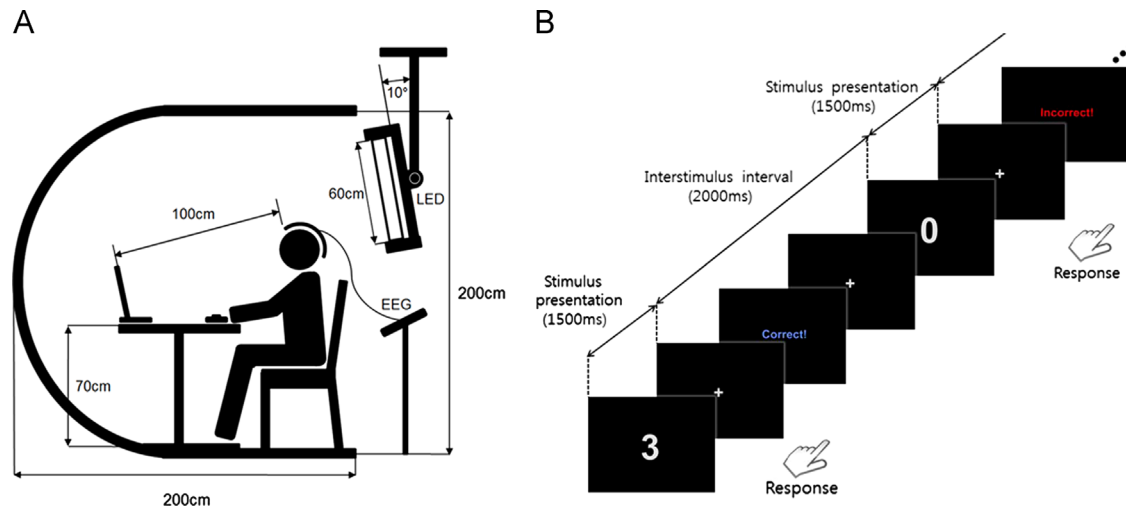 A
10°
60cm
LED
100cm
EEG
200cm
70cm
200cm
B
Stimulus presentation
(1500ms)
Incorrect!
+
Interstimulus interval
(2000ms)
0
Response
+
Stimulus
presentation
(1500ms)
Correct!
+
3
Response